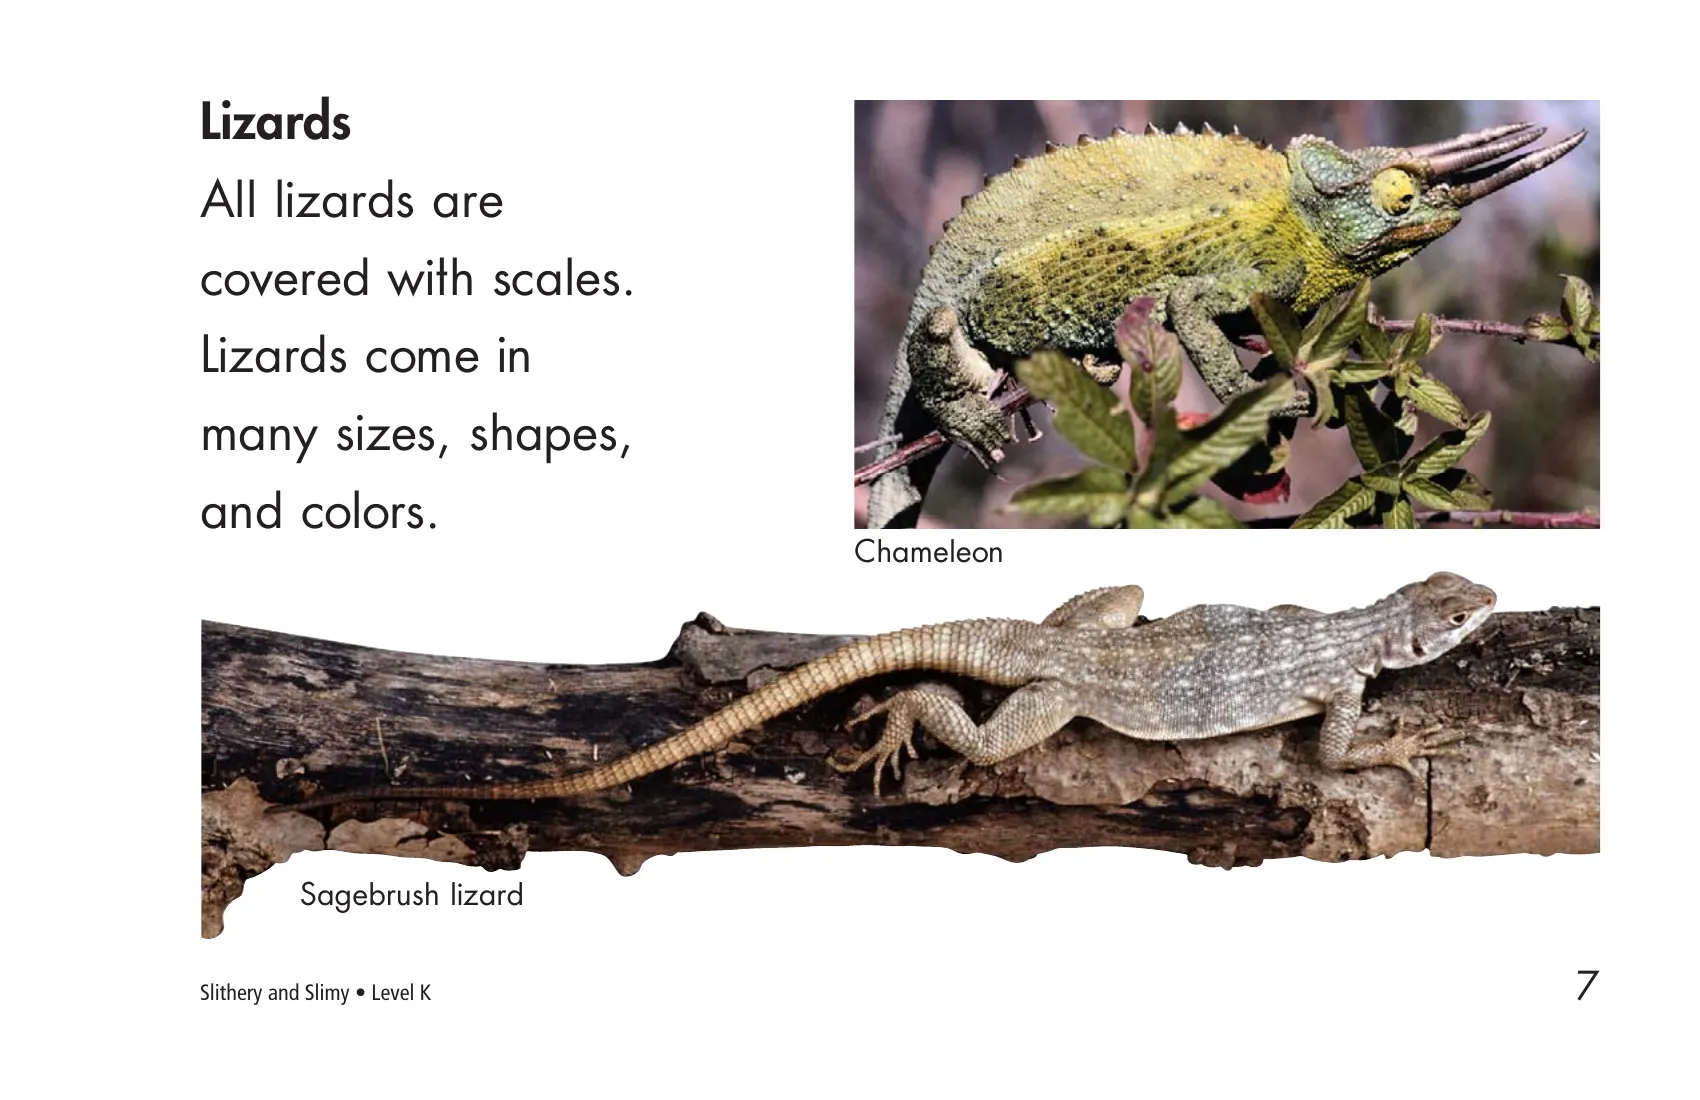 Lizards
All lizards are
covered with scales.
Lizards come in
many sizes, shapes,
and colors.
Chameleon
Sagebrush lizard
Slithery and Slimy • Level K
7